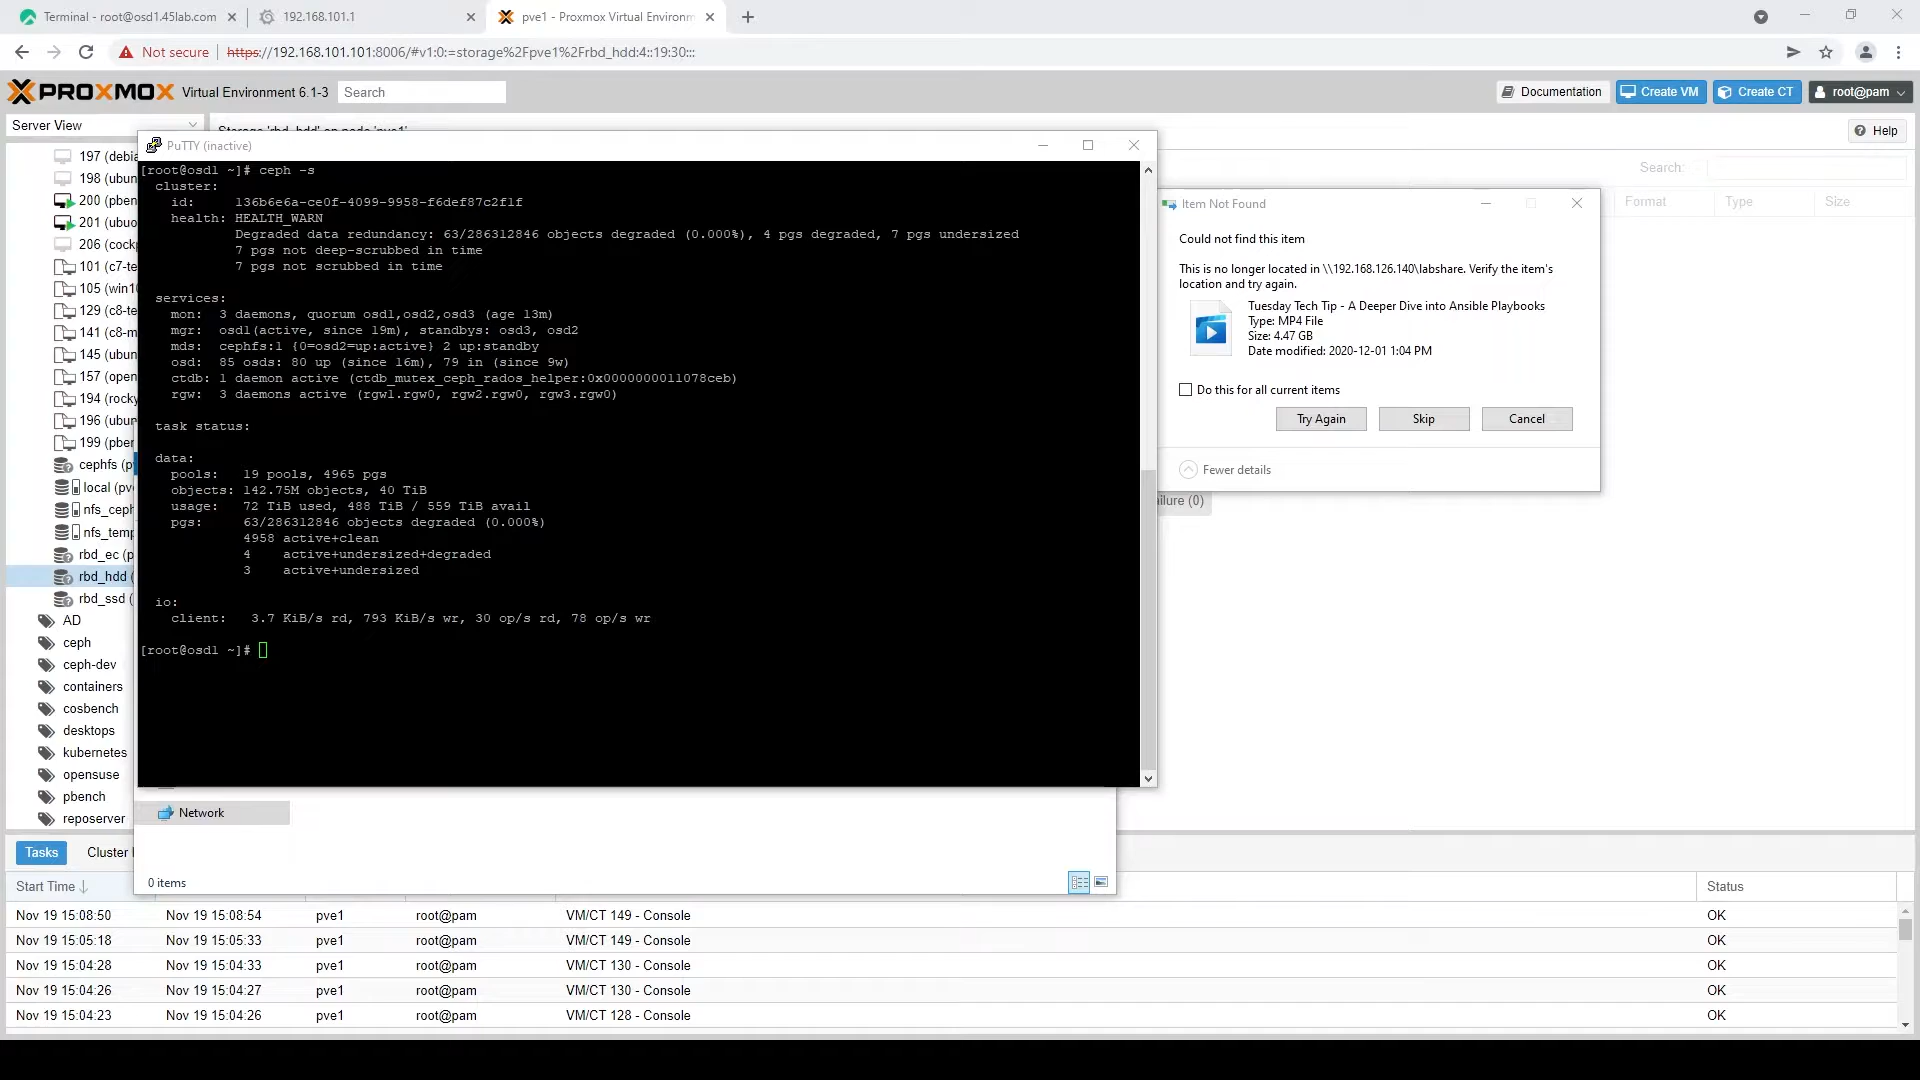 Terminal - root@osd1.45lab.com
192.168.101.1
pve1 - Proxmox Virtual Environm
Not secure
https://192.168.101.101:8006/#v1:0:=storage%2Fpve1%2Frbd_hdd:4::19:30:::
PROXMOX Virtual Environment 6.1-3
Search
Documentation
Create VM
Create CT
root@pam
Server View
Storage 'rbd_hdd' on node 'pve1'
Help
197 (debia
198 (ubun
200 (pben
201 (ubuo
206 (cockp
101 (c7-te
105 (win10
129 (c8-te
141 (c8-m
145 (ubun
157 (open
194 (rocky
196 (ubun
199 (pben
cephfs (p
local (pv
nfs_ceph
nfs_temp
rbd_ec (p
rbd_hdd (
rbd_ssd (
AD
ceph
ceph-dev
containers
cosbench
desktops
kubernetes
opensuse
pbench
reposerver
PuTTY (inactive)
[root@osd1 ~]# ceph -s
cluster:
id: 136b6e6a-ce0f-4099-9958-f6def87c2f1f
health: HEALTH_WARN
Degraded data redundancy: 63/286312846 objects degraded (0.000%), 4 pgs degraded, 7 pgs undersized
7 pgs not deep-scrubbed in time
7 pgs not scrubbed in time
services:
mon: 3 daemons, quorum osd1,osd2,osd3 (age 13m)
mgr: osd1(active, since 19m), standbys: osd3, osd2
mds: cephfs:1 {0=osd2=up:active} 2 up:standby
osd: 85 osds: 80 up (since 16m), 79 in (since 9w)
ctdb: 1 daemon active (ctdb_mutex_ceph_rados_helper:0x0000000011078ceb)
rgw: 3 daemons active (rgw1.rgw0, rgw2.rgw0, rgw3.rgw0)
task status:
data:
pools: 19 pools, 4965 pgs
objects: 142.75M objects, 40 TiB
usage: 72 TiB used, 488 TiB / 559 TiB avail
pgs: 63/286312846 objects degraded (0.000%)
4958 active+clean
4 active+undersized+degraded
3 active+undersized
io:
client: 3.7 KiB/s rd, 793 KiB/s wr, 30 op/s rd, 78 op/s wr
[root@osd1 ~]#
Search:
Format Type Size
Item Not Found
Could not find this item
This is no longer located in \\192.168.126.140\labshare. Verify the item's
location and try again.
Tuesday Tech Tip - A Deeper Dive into Ansible Playbooks
Type: MP4 File
Size: 4.47 GB
Date modified: 2020-12-01 1:04 PM
Do this for all current items
Try Again
Skip
Cancel
Fewer details
ailure (0)
Network
0 items
Tasks
Cluster
Start Time
Status
Nov 19 15:08:50 Nov 19 15:08:54 pve1 root@pam VM/CT 149 - Console OK
Nov 19 15:05:18 Nov 19 15:05:33 pve1 root@pam VM/CT 149 - Console OK
Nov 19 15:04:28 Nov 19 15:04:33 pve1 root@pam VM/CT 130 - Console OK
Nov 19 15:04:26 Nov 19 15:04:27 pve1 root@pam VM/CT 130 - Console OK
Nov 19 15:04:23 Nov 19 15:04:26 pve1 root@pam VM/CT 128 - Console OK